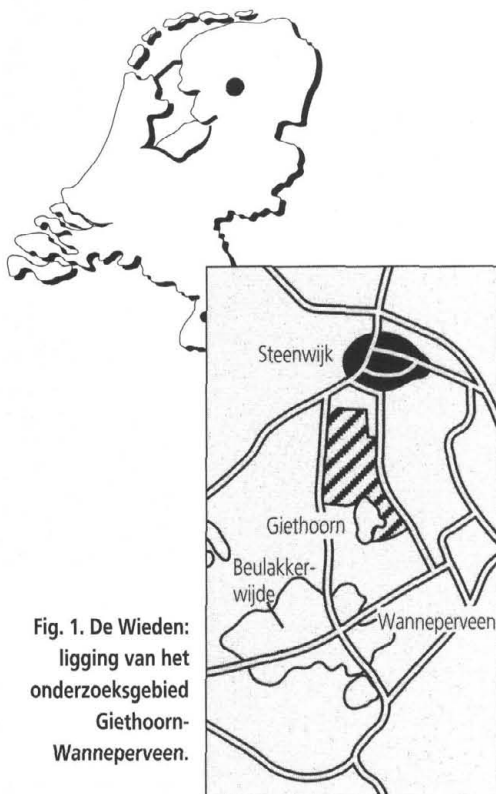 Steenwijk
Giethoorn
Beulakker-
wijde
Wanneperveen
Fig. 1. De Wieden:
ligging van het
onderzoeksgebied
Giethoorn-
Wanneperveen.